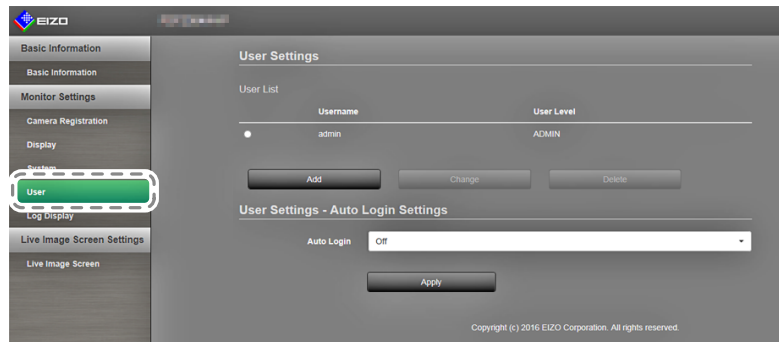 EIZO
Basic Information
Basic Information
Monitor Settings
Camera Registration
Display
System
User
Log Display
Live Image Screen Settings
Live Image Screen
User Settings
User List
Username User Level
admin ADMIN
Add Change Delete
User Settings - Auto Login Settings
Auto Login Off
Apply
Copyright (c) 2016 EIZO Corporation. All rights reserved.